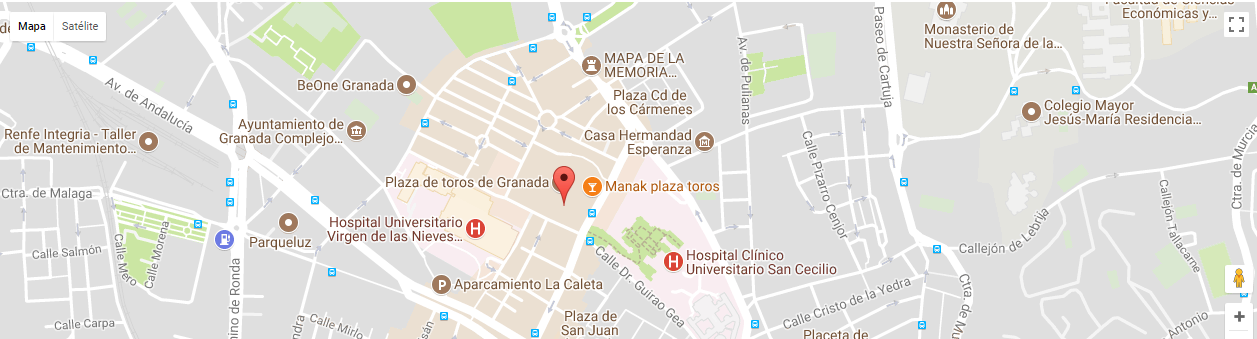 Mapa
Satélite
Monasterio de
Nuestra Señora de la...
Facultad de Ciencias
Económicas y...
MAPA DE LA
MEMORIA...
Plaza Cd de
los Cármenes
BeOne Granada
Av. de Andalucía
Av. de Pulianas
Paseo de Cartuja
Colegio Mayor
Jesús-María Residencia...
A
Renfe Integria - Taller
de Mantenimiento...
Ayuntamiento de
Granada Complejo...
Casa Hermandad
Esperanza
Calle Pizarro Cenjor
Ctra. de Murcia
Ctra. de Malaga
Plaza de toros de Granada
Manak plaza toros
Calle Mero
Calle Morena
Parqueluz
Hospital Universitario
Virgen de las Nieves...
H
Callejón de Lebrija
Callejón Tallacarne
Calle Salmón
Calle Dr. Guirao Gea
H
Hospital Clínico
Universitario San Cecilio
P
Aparcamiento La Caleta
Calle Cristo de la Yedra
Calle Carpa
mino de Ronda
andra
Calle Mirlo
sán
Plaza de
San Juan
Placeta de
Ctra. de Mu
Antonio
+